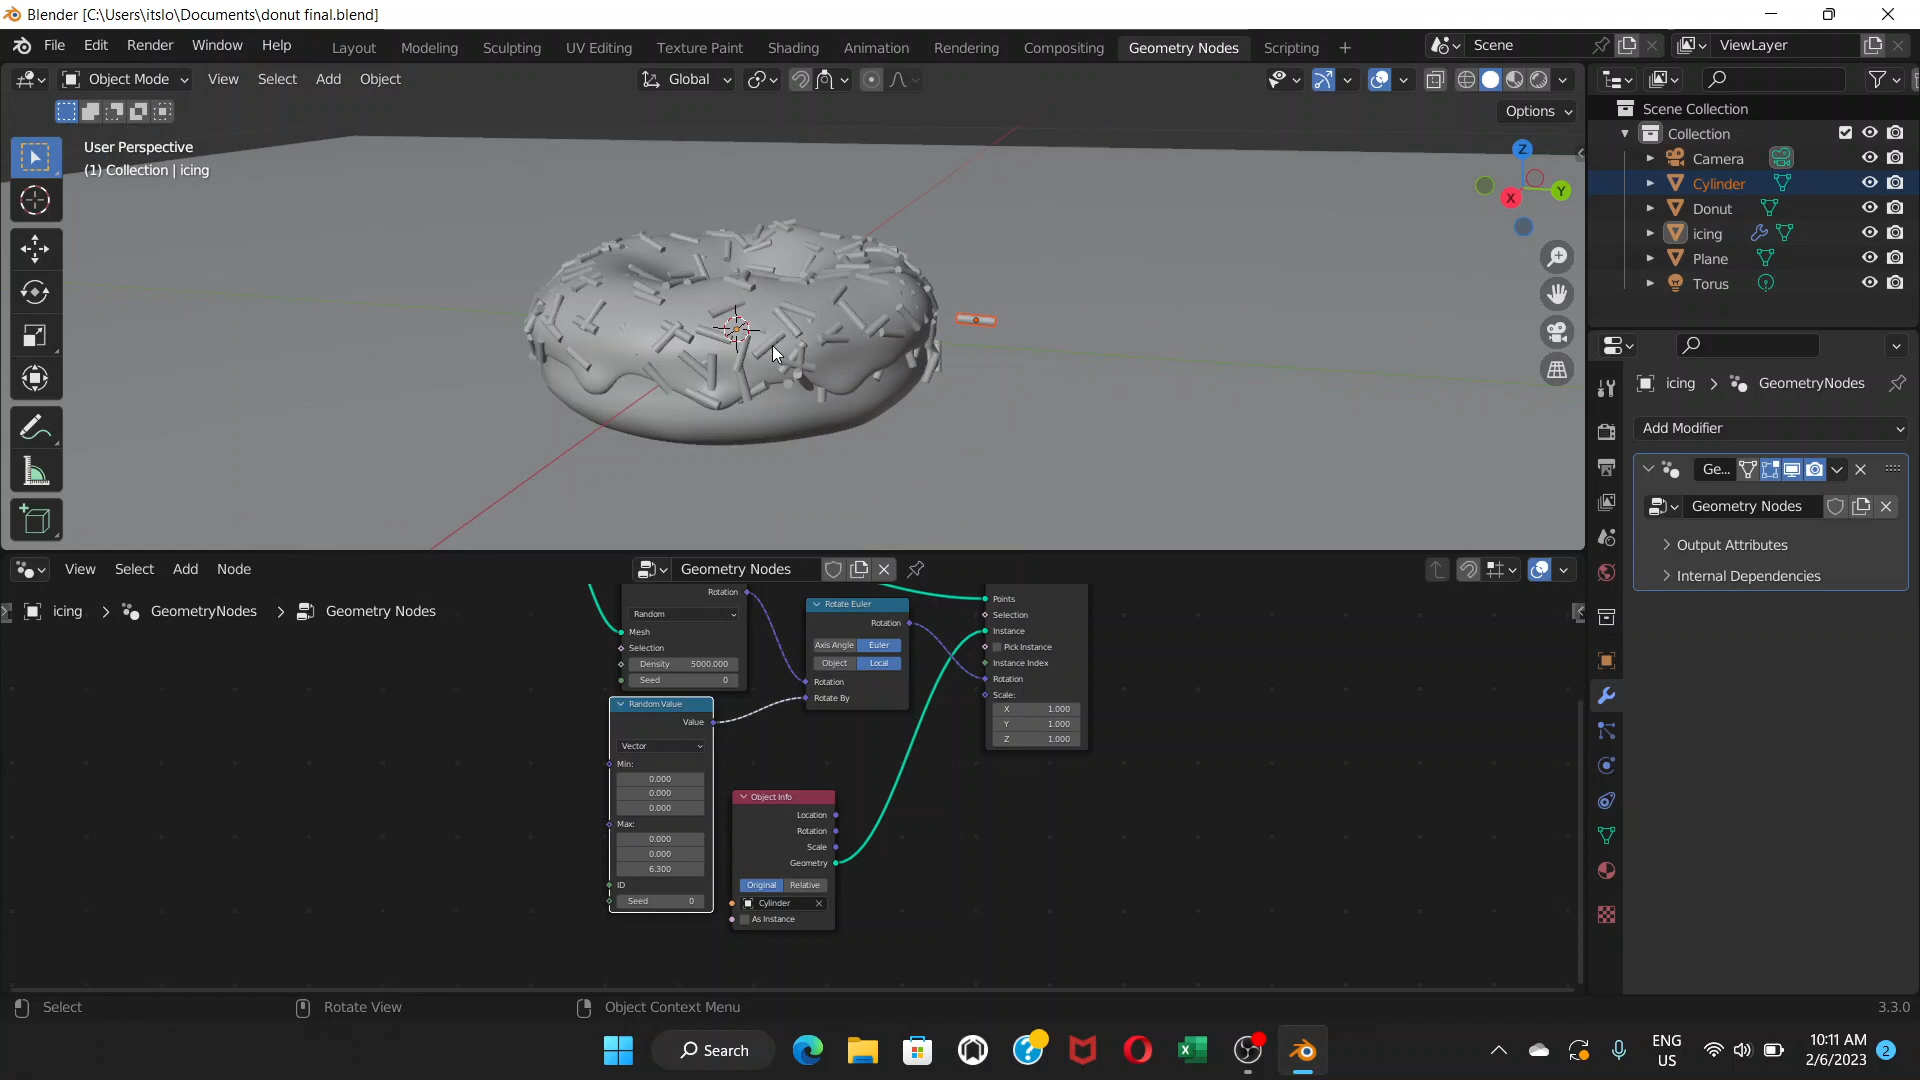 Blender [C:\Users\itslo\Documents\donut final.blend]
File Edit Render Window Help
Layout Modeling Sculpting UV Editing Texture Paint Shading Animation Rendering Compositing Geometry Nodes Scripting
Scene
ViewLayer
Object Mode View Select Add Object
Global
Options
User Perspective
(1) Collection | icing
Z
Y
X
Scene Collection
Collection
Camera
Cylinder
Donut
icing
Plane
Torus
icing > GeometryNodes
Add Modifier
Ge...
Geometry Nodes
Output Attributes
Internal Dependencies
View Select Add Node
Geometry Nodes
icing > GeometryNodes > Geometry Nodes
Rotation
Random
Mesh
Selection
Density 5000.000
Seed 0
Rotate Euler
Rotation
Axis Angle Euler
Object Local
Rotation
Rotate By
Points
Selection
Instance
Pick Instance
Instance Index
Rotation
Scale:
X 1.000
Y 1.000
Z 1.000
Random Value
Value
Vector
Min:
0.000
0.000
0.000
Max:
0.000
0.000
6.300
ID
Seed 0
Object Info
Location
Rotation
Scale
Geometry
Original Relative
Cylinder
As Instance
Select
Rotate View
Object Context Menu
3.3.0
Search
ENG
US
10:11 AM
2/6/2023
2